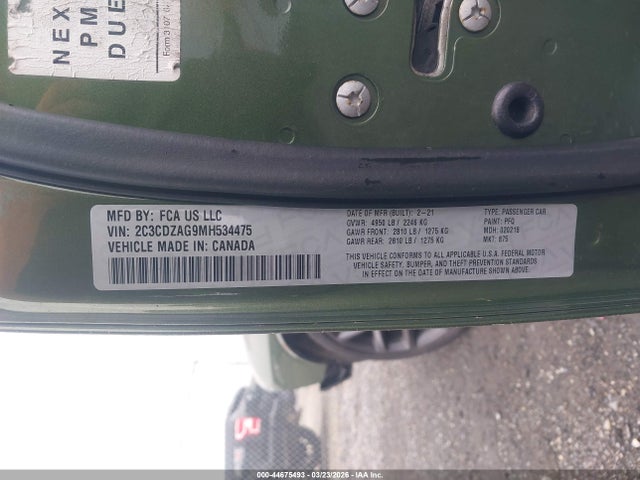 NEX
PM
DUE
Form 3107
MFD BY: FCA US LLC
VIN: 2C3CDZAG9MH534475
VEHICLE MADE IN: CANADA
DATE OF MFR (BUILT): 2-21
GVWR: 4950 LB / 2246 KG
GAWR FRONT: 2810 LB / 1275 KG
GAWR REAR: 2810 LB / 1275 KG
TYPE: PASSENGER CAR
PAINT: PFQ
MDH: 020216
MKT: 875
THIS VEHICLE CONFORMS TO ALL APPLICABLE U.S.A. FEDERAL MOTOR
VEHICLE SAFETY, BUMPER, AND THEFT PREVENTION STANDARDS
IN EFFECT ON THE DATE OF MANUFACTURE SHOWN ABOVE.
000-44675493 - 03/23/2026 - IAA Inc.